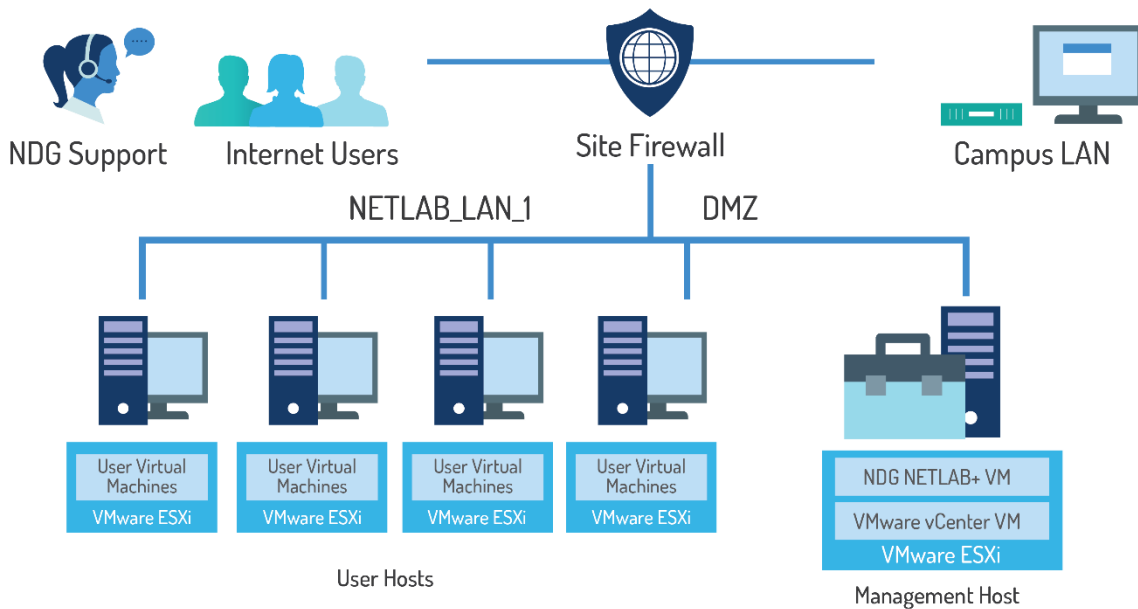 NDG Support
Internet Users
Site Firewall
Campus LAN
NETLAB_LAN_1
DMZ
User Virtual
Machines
VMware ESXi
User Virtual
Machines
VMware ESXi
User Virtual
Machines
VMware ESXi
User Virtual
Machines
VMware ESXi
NDG NETLAB+ VM
VMware vCenter VM
VMware ESXi
User Hosts
Management Host